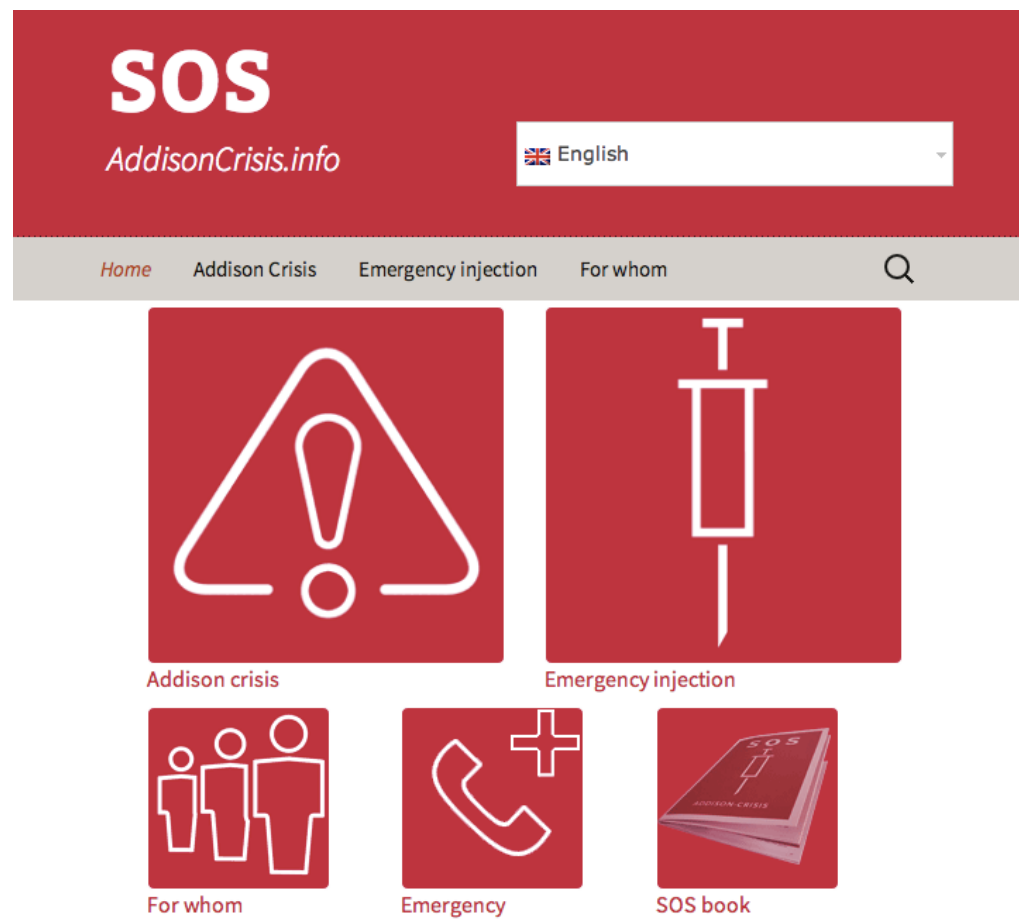 SOS
AddisonCrisis.info
English
Home Addison Crisis Emergency injection For whom
Addison crisis Emergency injection
SOS
ADDISON-CRISIS
For whom Emergency SOS book